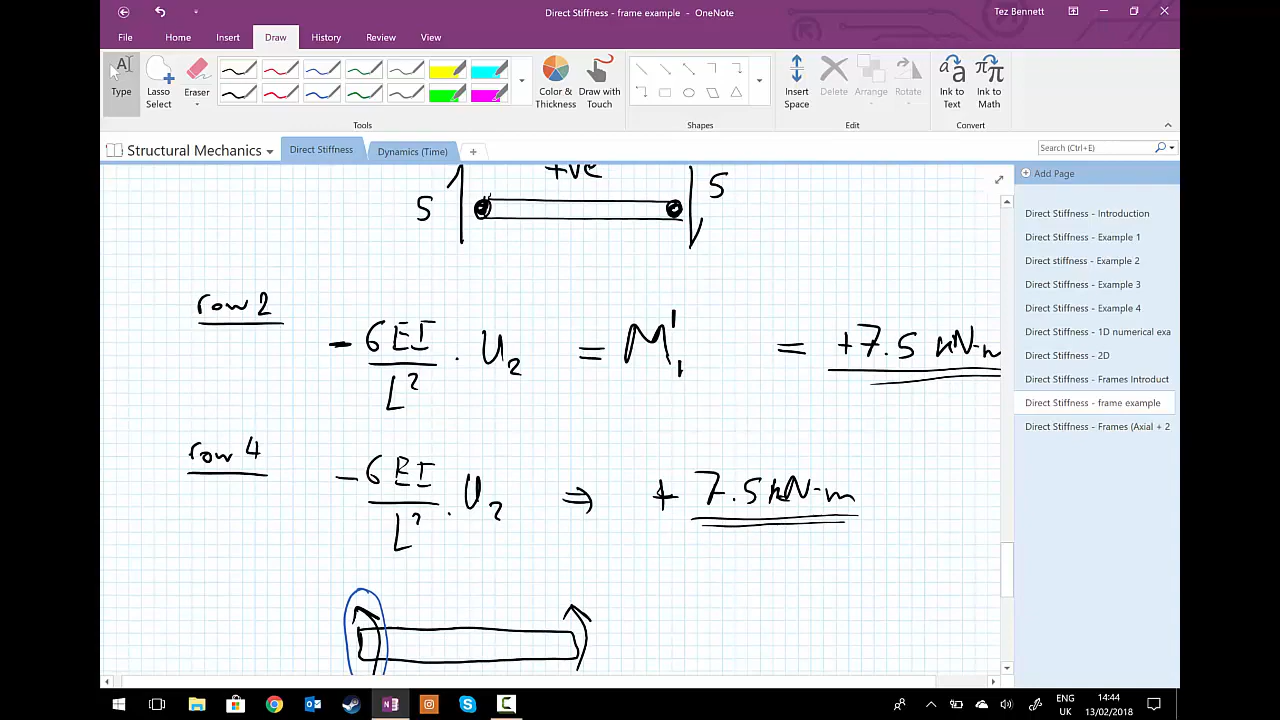 Direct Stiffness - frame example - OneNote
Tez Bennett
File Home Insert Draw History Review View
Type
Lasso Select
Eraser
Color & Thickness
Draw with Touch
Insert Space
Delete
Arrange
Rotate
Ink to Text
Ink to Math
Tools Shapes Edit Convert
Structural Mechanics
Direct Stiffness
Dynamics (Time)
Search (Ctrl+E)
Add Page
Direct Stiffness - Introduction
Direct Stiffness - Example 1
Direct stiffness - Example 2
Direct Stiffness - Example 3
Direct Stiffness - Example 4
Direct Stiffness - 1D numerical exa
Direct Stiffness - 2D
Direct Stiffness - Frames Introduct
Direct Stiffness - frame example
Direct Stiffness - Frames (Axial + 2
+ve
S S
row 2
- 6EI/L² · U₂ = M₁¹ = +7.5 kN-m
row 4
- 6EI/L² · U₂ ⇒ + 7.5 kN-m
ENG
UK
14:44
13/02/2018